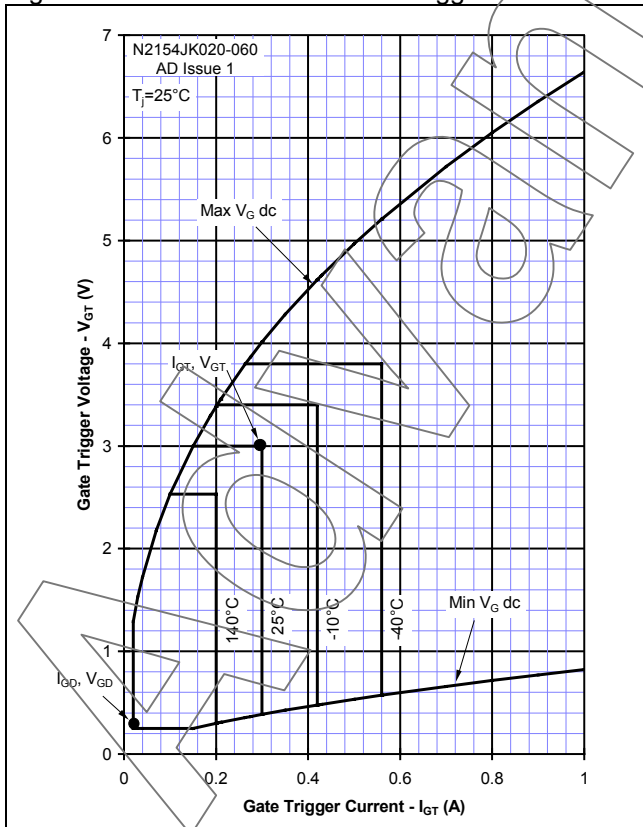 N2154JK020-060
AD Issue 1
Tj=25°C
7
6
5
4
3
2
1
0
Gate Trigger Voltage - VGT (V)
Max VG dc
IGT, VGT
140°C
25°C
-10°C
-40°C
Min VG dc
IGD, VGD
0
0.2
0.4
0.6
0.8
1
Gate Trigger Current - IGT (A)